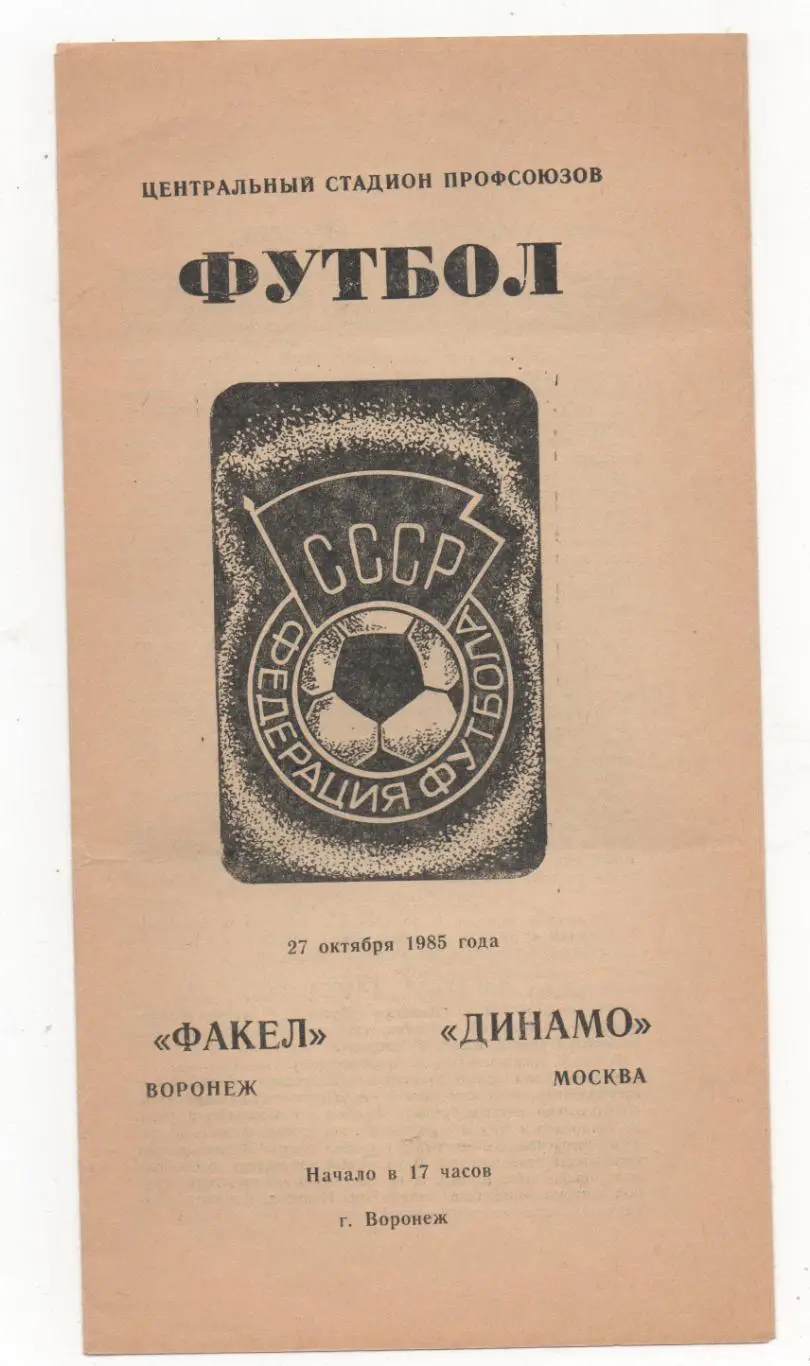 ЦЕНТРАЛЬНЫЙ СТАДИОН ПРОФСОЮЗОВ
ФУТБОЛ
СССР
ФЕДЕРАЦИЯ ФУТБОЛА
27 октября 1985 года
«ФАКЕЛ» «ДИНАМО»
ВОРОНЕЖ МОСКВА
Начало в 17 часов
г. Воронеж